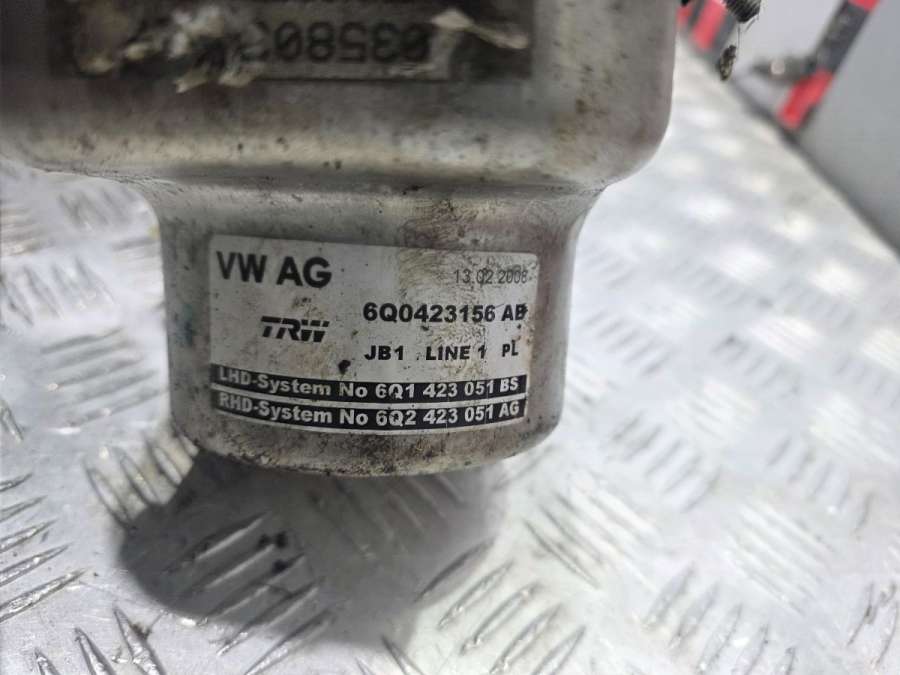 035803
VW AG
13.02.2008
6Q0423156 AB
TRW
JB1 LINE 1 PL
LHD-System No 6Q1 423 051 BS
RHD-System No 6Q2 423 051 AG